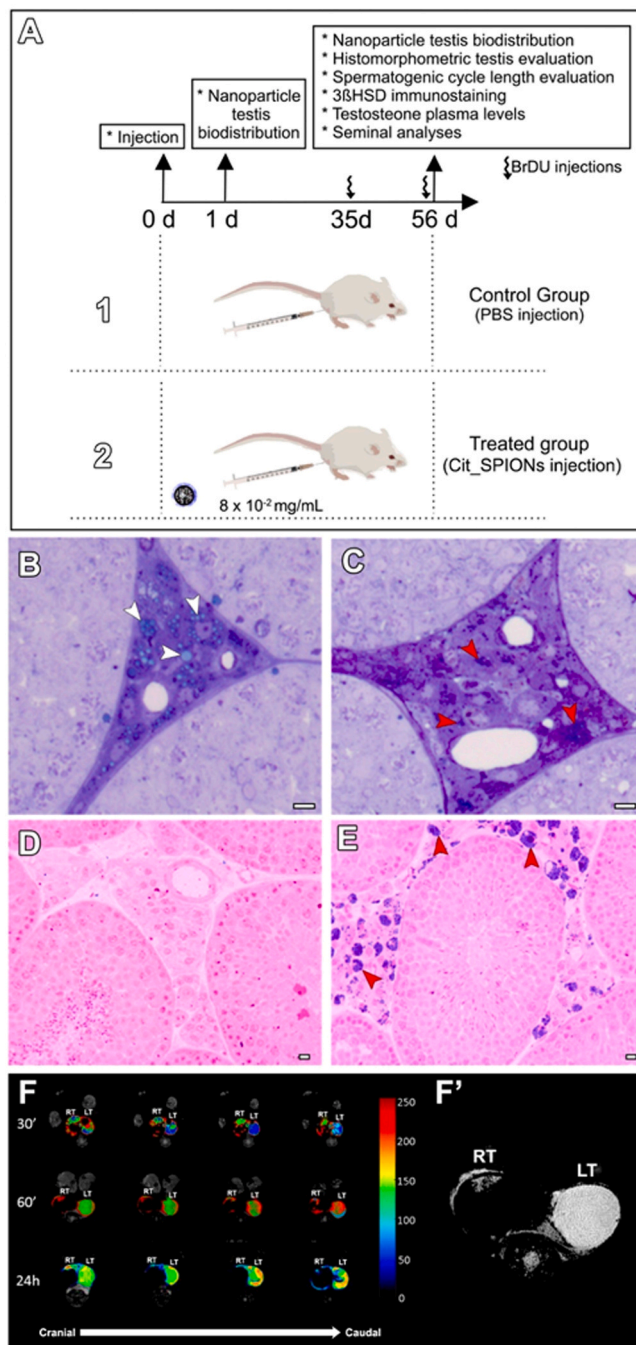 A
* Nanoparticle testis biodistribution
* Histomorphometric testis evaluation
* Spermatogenic cycle length evaluation
* 3ßHSD immunostaining
* Testosteone plasma levels
* Seminal analyses
* Nanoparticle
testis
biodistribution
* Injection
BrDU injections
0 d
1 d
35d
56 d
1
Control Group
(PBS injection)
2
Treated group
(Cit_SPIONs injection)
8 x 10-2 mg/mL
B
C
D
E
F
F'
RT LT RT LT RT LT RT LT
30'
RT LT RT LT RT LT RT LT
60'
RT LT RT LT RT LT RT LT
24h
250
200
150
100
50
0
RT
LT
Cranial
Caudal